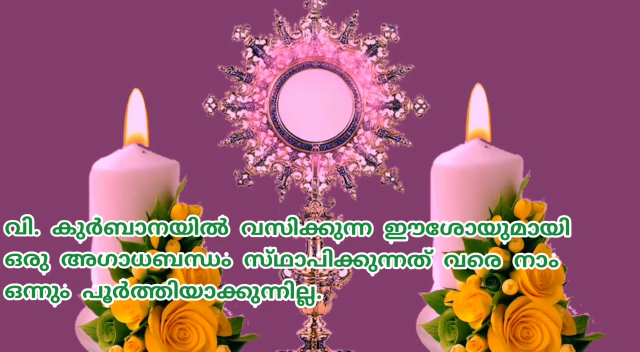 വി. കുർബാനയിൽ വസിക്കുന്ന ഈശോയുമായി
ഒരു അഗാധബന്ധം സ്ഥാപിക്കുന്നത് വരെ നാം
ഒന്നും പൂർത്തിയാക്കുന്നില്ല.